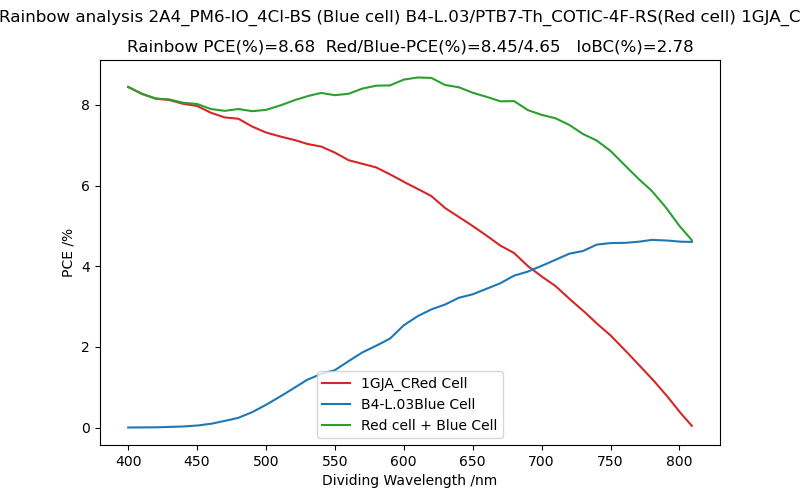 Rainbow analysis 2A4_PM6-IO_4Cl-BS (Blue cell) B4-L.03/PTB7-Th_COTIC-4F-RS(Red cell) 1GJA_C
Rainbow PCE(%)=8.68 Red/Blue-PCE(%)=8.45/4.65 IoBC(%)=2.78
8
6
4
2
0
PCE /%
1GJA_CRed Cell
B4-L.03Blue Cell
Red cell + Blue Cell
400 450 500 550 600 650 700 750 800
Dividing Wavelength /nm